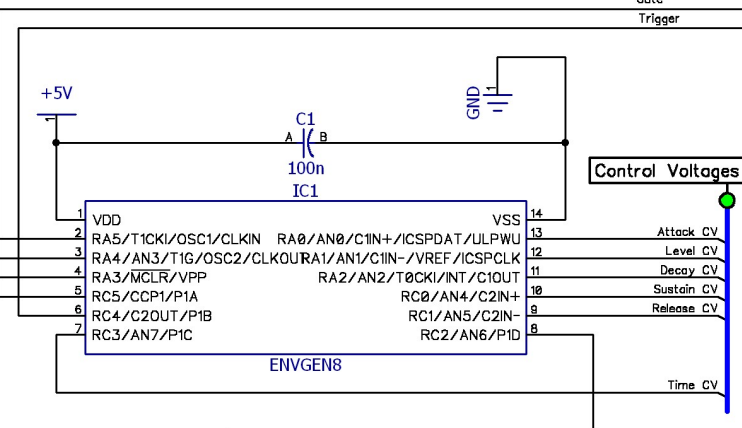 Gate
Trigger
+5V
1
GND
1
C1
A
B
100n
IC1
Control Voltages
1 VDD
VSS 14
2 RA5/T1CKI/OSC1/CLKIN
RA0/AN0/C1IN+/ICSPDAT/ULPWU 13
Attack CV
3 RA4/AN3/T1G/OSC2/CLKOUT
RA1/AN1/C1IN-/VREF/ICSPCLK 12
Level CV
4 RA3/MCLR/VPP
RA2/AN2/T0CKI/INT/C1OUT 11
Decay CV
5 RC5/CCP1/P1A
RC0/AN4/C2IN+ 10
Sustain CV
6 RC4/C2OUT/P1B
RC1/AN5/C2IN- 9
Release CV
7 RC3/AN7/P1C
RC2/AN6/P1D 8
ENVGEN8
Time CV